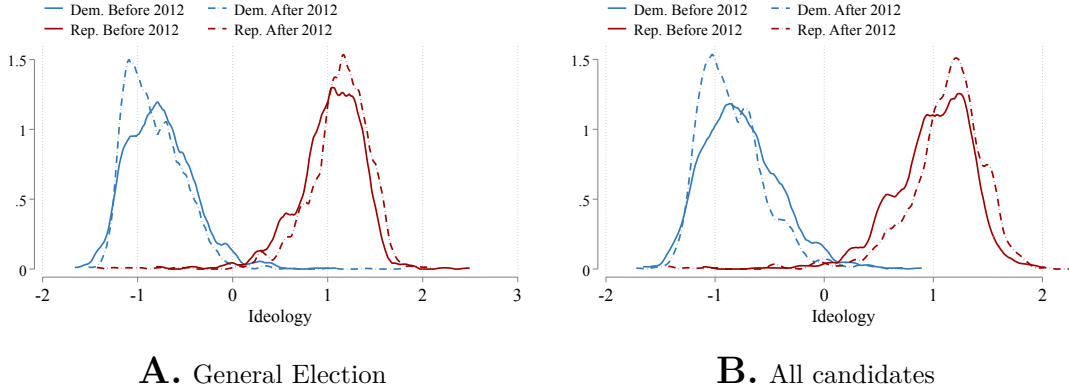 Dem. Before 2012 Dem. After 2012
Rep. Before 2012 Rep. After 2012
1.5
1
.5
0
-2 -1 0 1 2 3
Ideology
A. General Election
Dem. Before 2012 Dem. After 2012
Rep. Before 2012 Rep. After 2012
1.5
1
.5
0
-2 -1 0 1 2
Ideology
B. All candidates